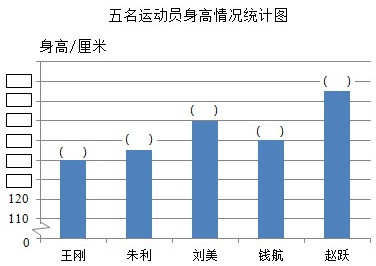 五名运动员身高情况统计图
身高/厘米
( )
( )
( )
( )
( )
120
110
0
王刚 朱利 刘美 钱航 赵跃